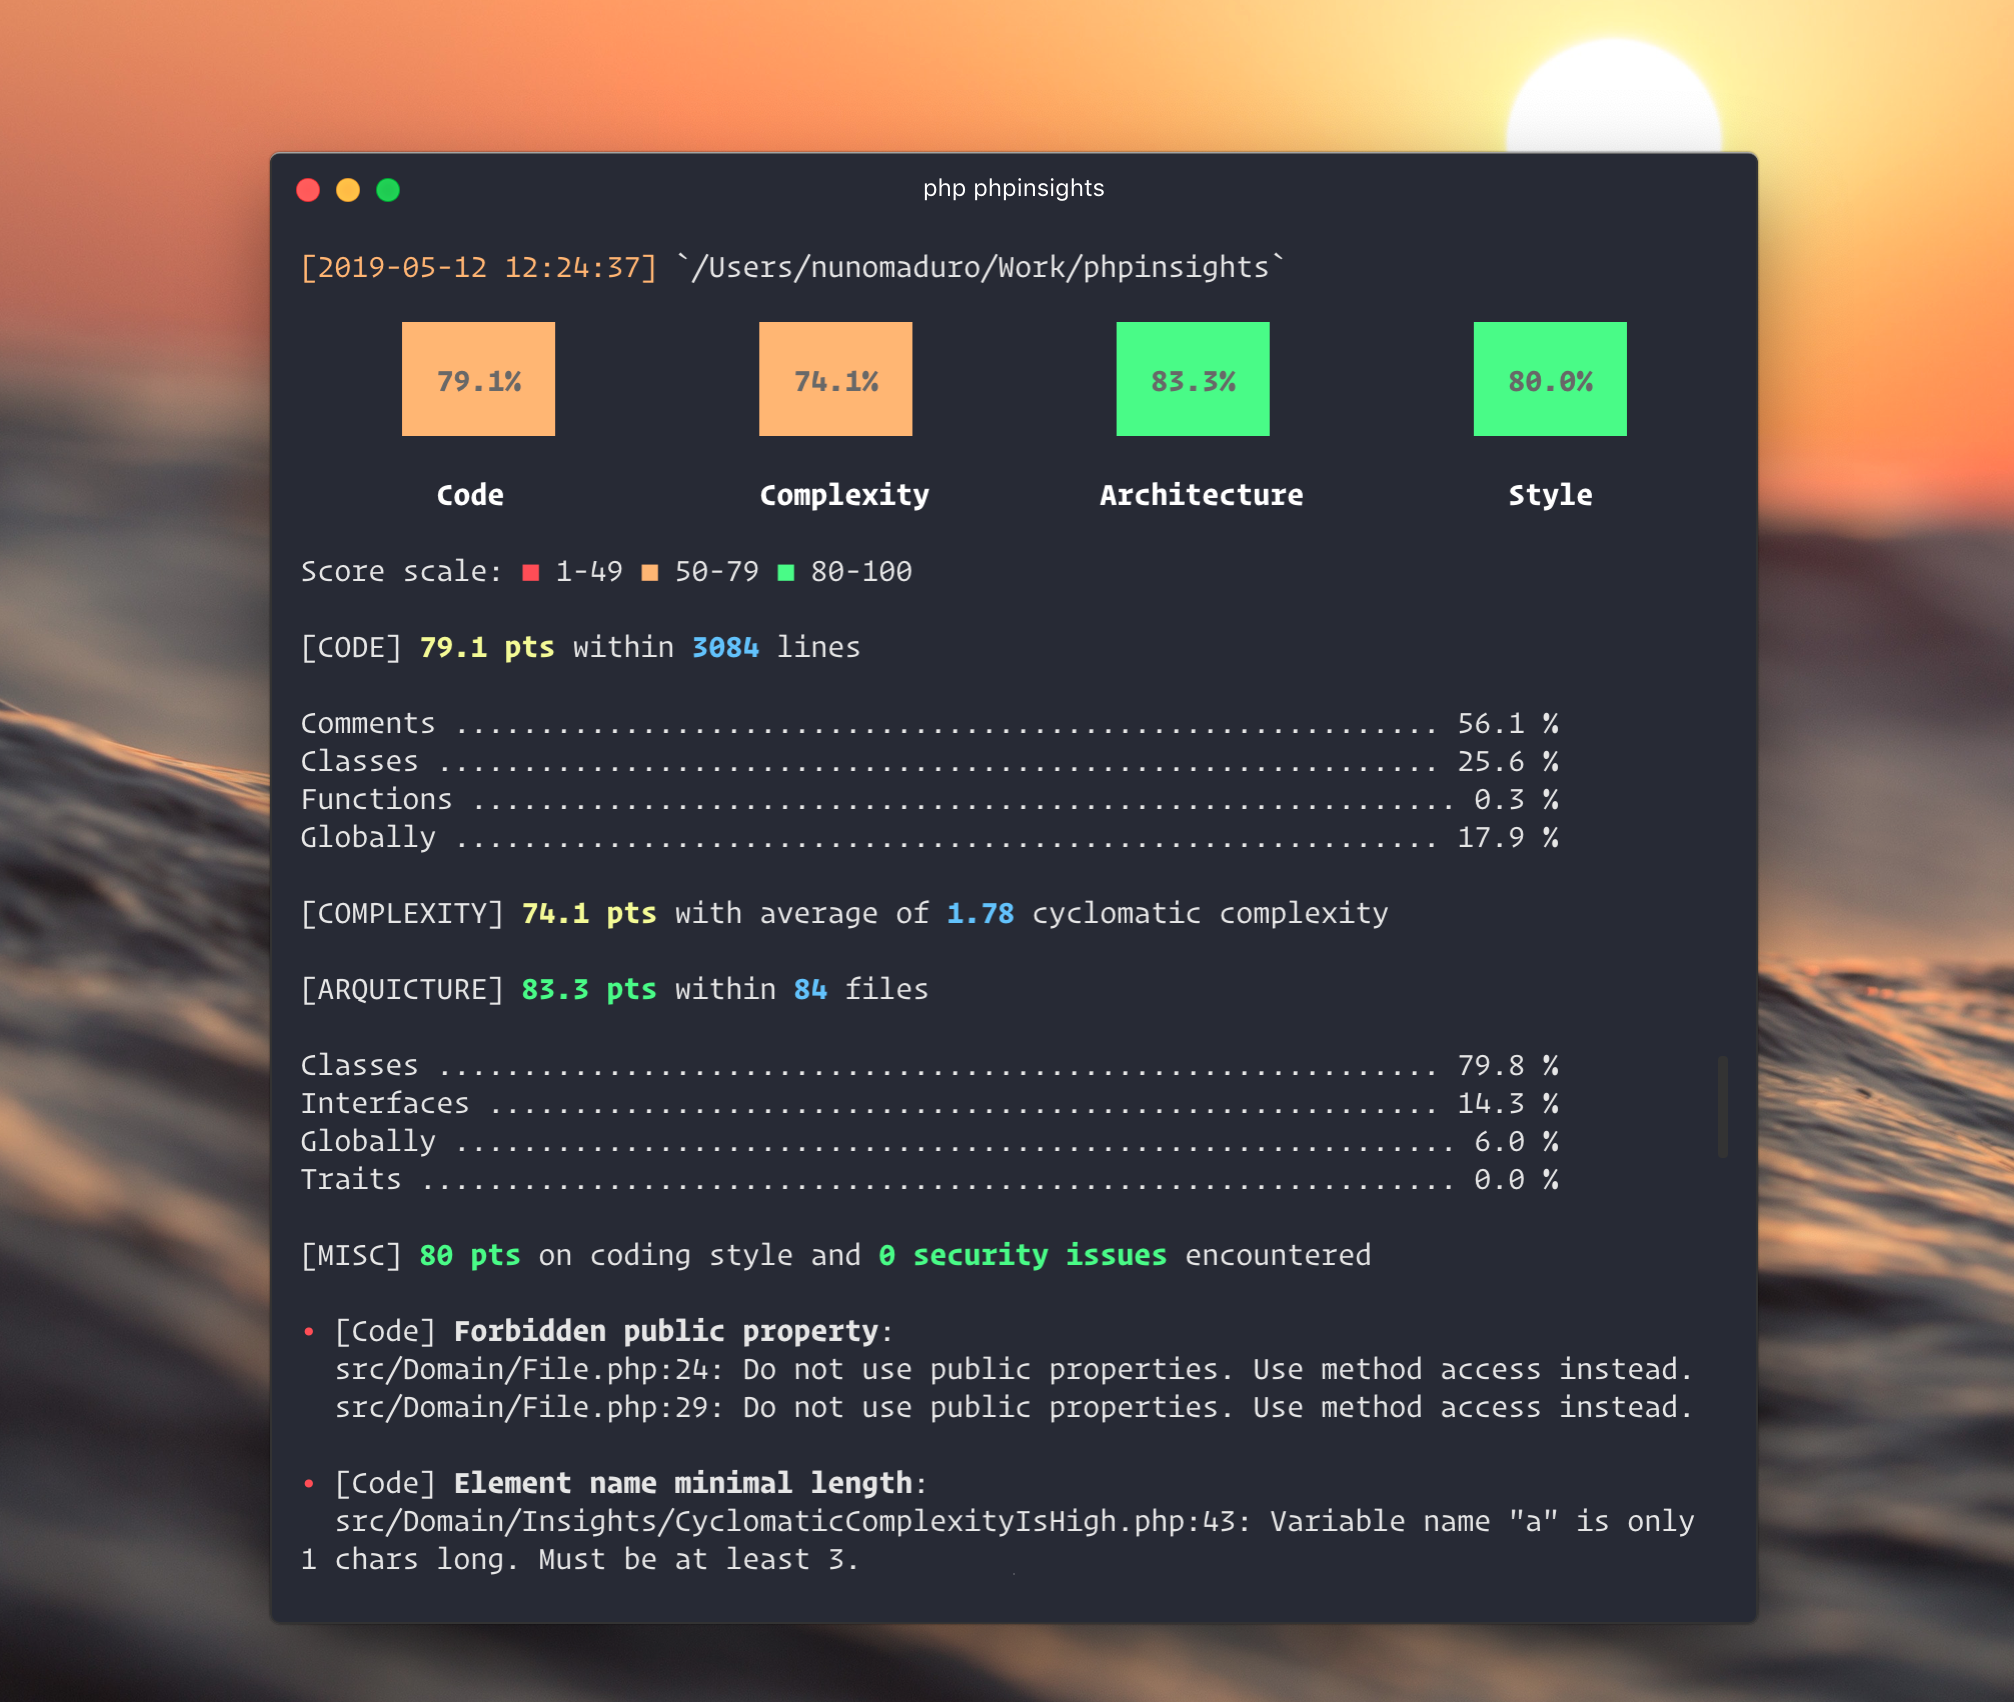 php phpinsights
[2019-05-12 12:24:37] `/Users/nunomaduro/Work/phpinsights`
79.1% 74.1% 83.3% 80.0%
Code Complexity Architecture Style
Score scale: ■ 1-49 ■ 50-79 ■ 80-100
[CODE] 79.1 pts within 3084 lines
Comments .......................................................... 56.1 %
Classes ........................................................... 25.6 %
Functions .......................................................... 0.3 %
Globally .......................................................... 17.9 %
[COMPLEXITY] 74.1 pts with average of 1.78 cyclomatic complexity
[ARQUICTURE] 83.3 pts within 84 files
Classes ........................................................... 79.8 %
Interfaces ........................................................ 14.3 %
Globally ........................................................... 6.0 %
Traits ............................................................. 0.0 %
[MISC] 80 pts on coding style and 0 security issues encountered
• [Code] Forbidden public property:
src/Domain/File.php:24: Do not use public properties. Use method access instead.
src/Domain/File.php:29: Do not use public properties. Use method access instead.
• [Code] Element name minimal length:
src/Domain/Insights/CyclomaticComplexityIsHigh.php:43: Variable name "a" is only
1 chars long. Must be at least 3.